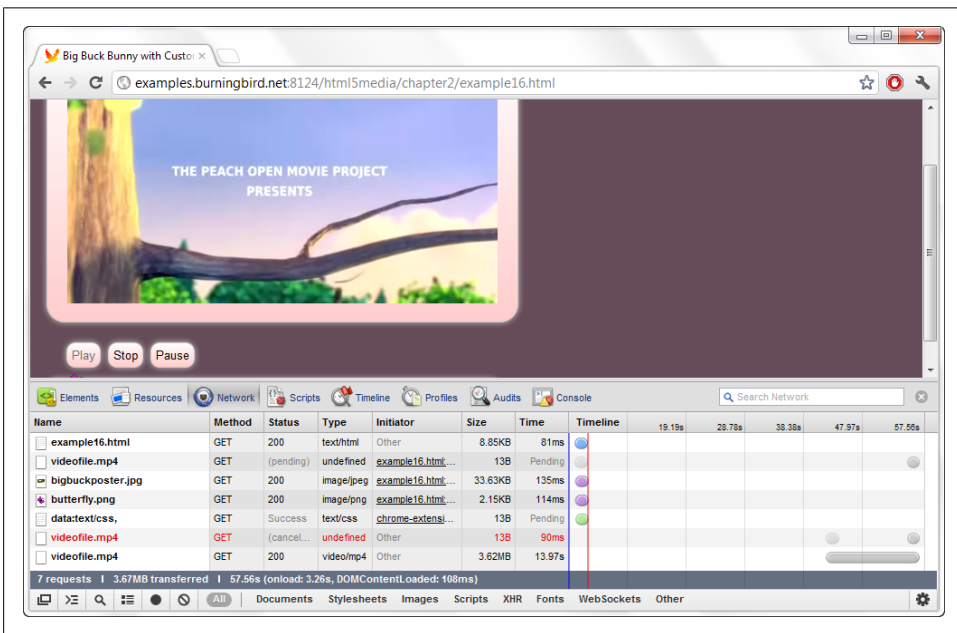 Big Buck Bunny with Custor
examples.burningbird.net:8124/html5media/chapter2/example16.html
THE PEACH OPEN MOVIE PROJECT
PRESENTS
Play Stop Pause
Elements Resources Network Scripts Timeline Profiles Audits Console Search Network
Name Method Status Type Initiator Size Time Timeline 19.19s 28.78s 38.38s 47.97s 57.56s
example16.html GET 200 text/html Other 8.85KB 81ms
videofile.mp4 GET (pending) undefined example16.html:... 13B Pending
bigbuckposter.jpg GET 200 image/jpeg example16.html:... 33.63KB 135ms
butterfly.png GET 200 image/png example16.html:... 2.15KB 114ms
data:text/css, GET Success text/css chrome-extensi... 13B Pending
videofile.mp4 GET (cancel... undefined Other 13B 90ms
videofile.mp4 GET 200 video/mp4 Other 3.62MB 13.97s
7 requests | 3.67MB transferred | 57.56s (onload: 3.26s, DOMContentLoaded: 108ms)
All Documents Stylesheets Images Scripts XHR Fonts WebSockets Other